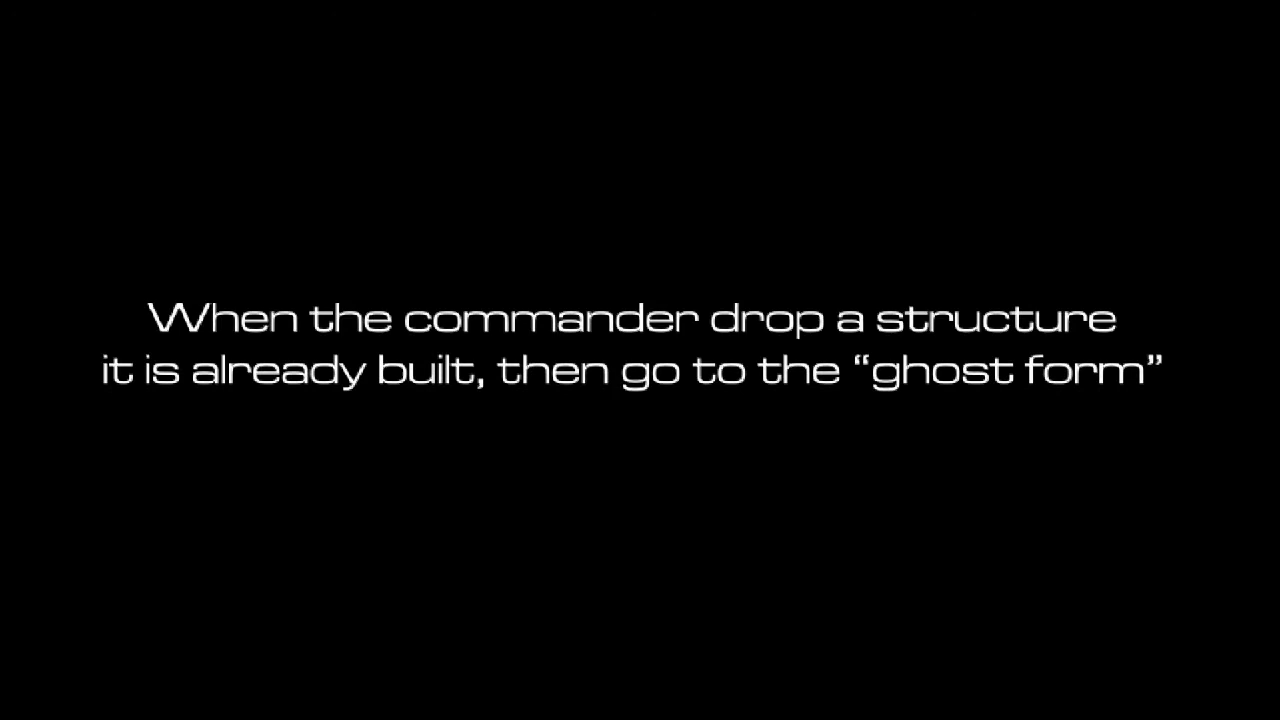 When the commander drop a structure
it is already built, then go to the “ghost form”